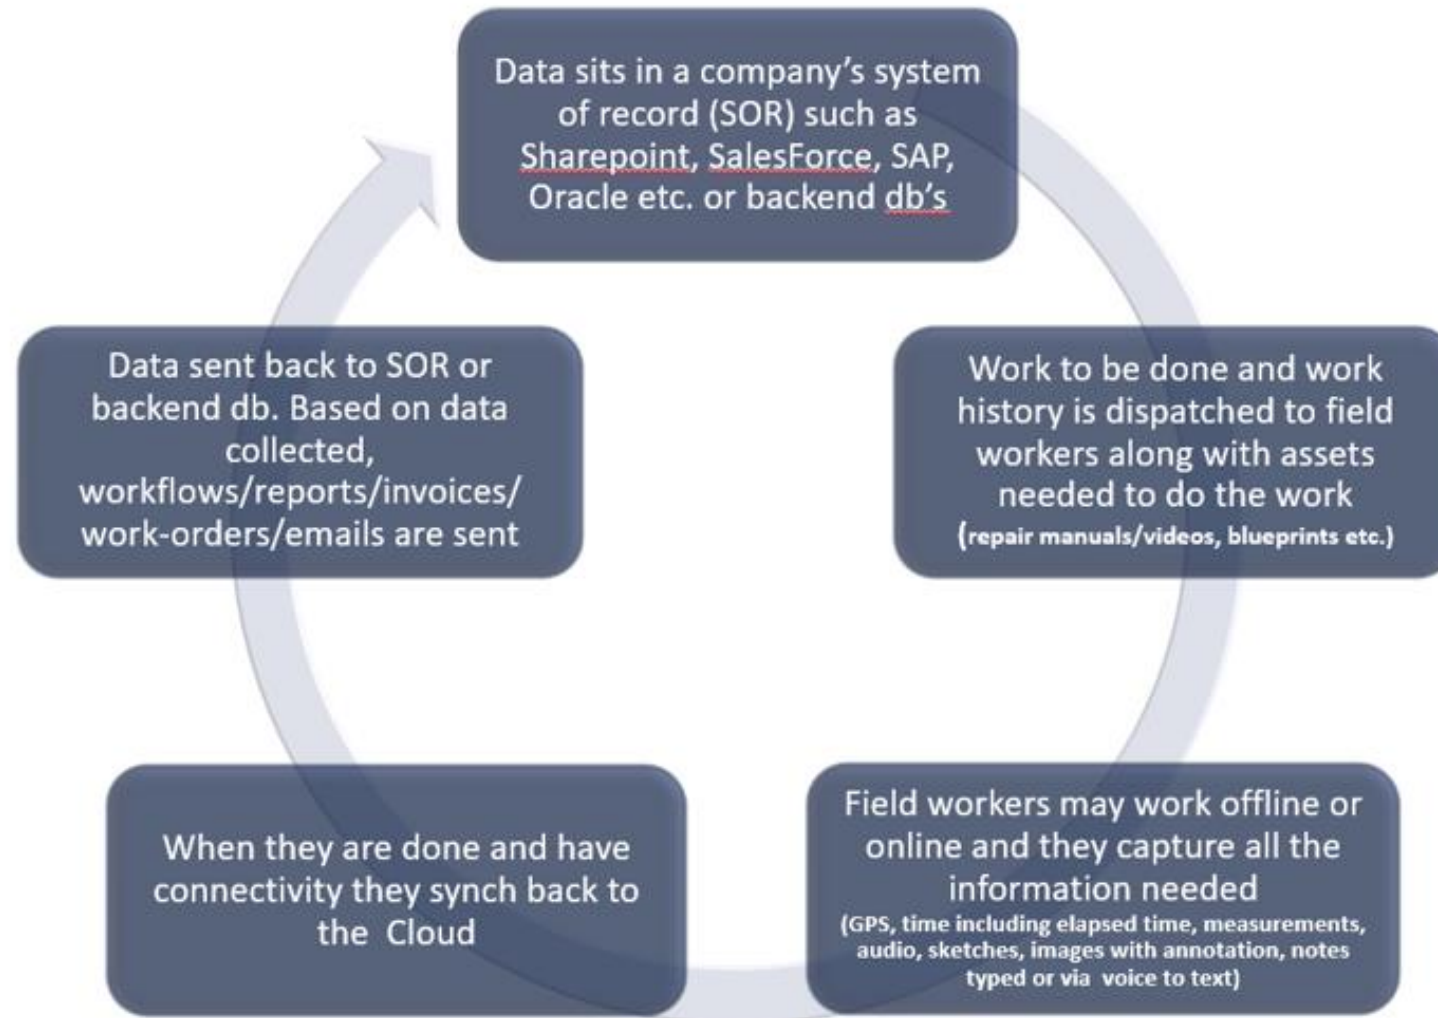 Data sits in a company's system
of record (SOR) such as
Sharepoint, SalesForce, SAP,
Oracle etc. or backend db's
Work to be done and work
history is dispatched to field
workers along with assets
needed to do the work
(repair manuals/videos, blueprints etc.)
Field workers may work offline or
online and they capture all the
information needed
(GPS, time including elapsed time, measurements,
audio, sketches, images with annotation, notes
typed or via voice to text)
When they are done and have
connectivity they synch back to
the Cloud
Data sent back to SOR or
backend db. Based on data
collected,
workflows/reports/invoices/
work-orders/emails are sent